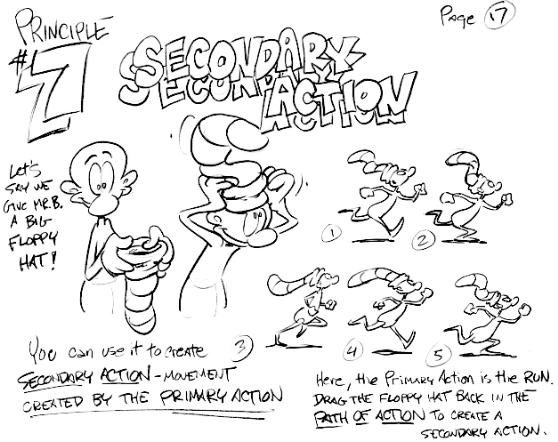 PRINCIPLE
#7
SECONDARY
ACTION
Page 17
Let's
SAY WE
GIVE MR. B.
A BIG
FLOPPY
HAT!
1
2
3
4
5
You can use it to create
SECONDARY ACTION - MOVEMENT
CREATED BY THE PRIMARY ACTION
Here, the Primary Action is the RUN.
DRAG THE FLOPPY HAT BACK IN THE
PATH OF ACTION TO CREATE A
SECONDARY ACTION.